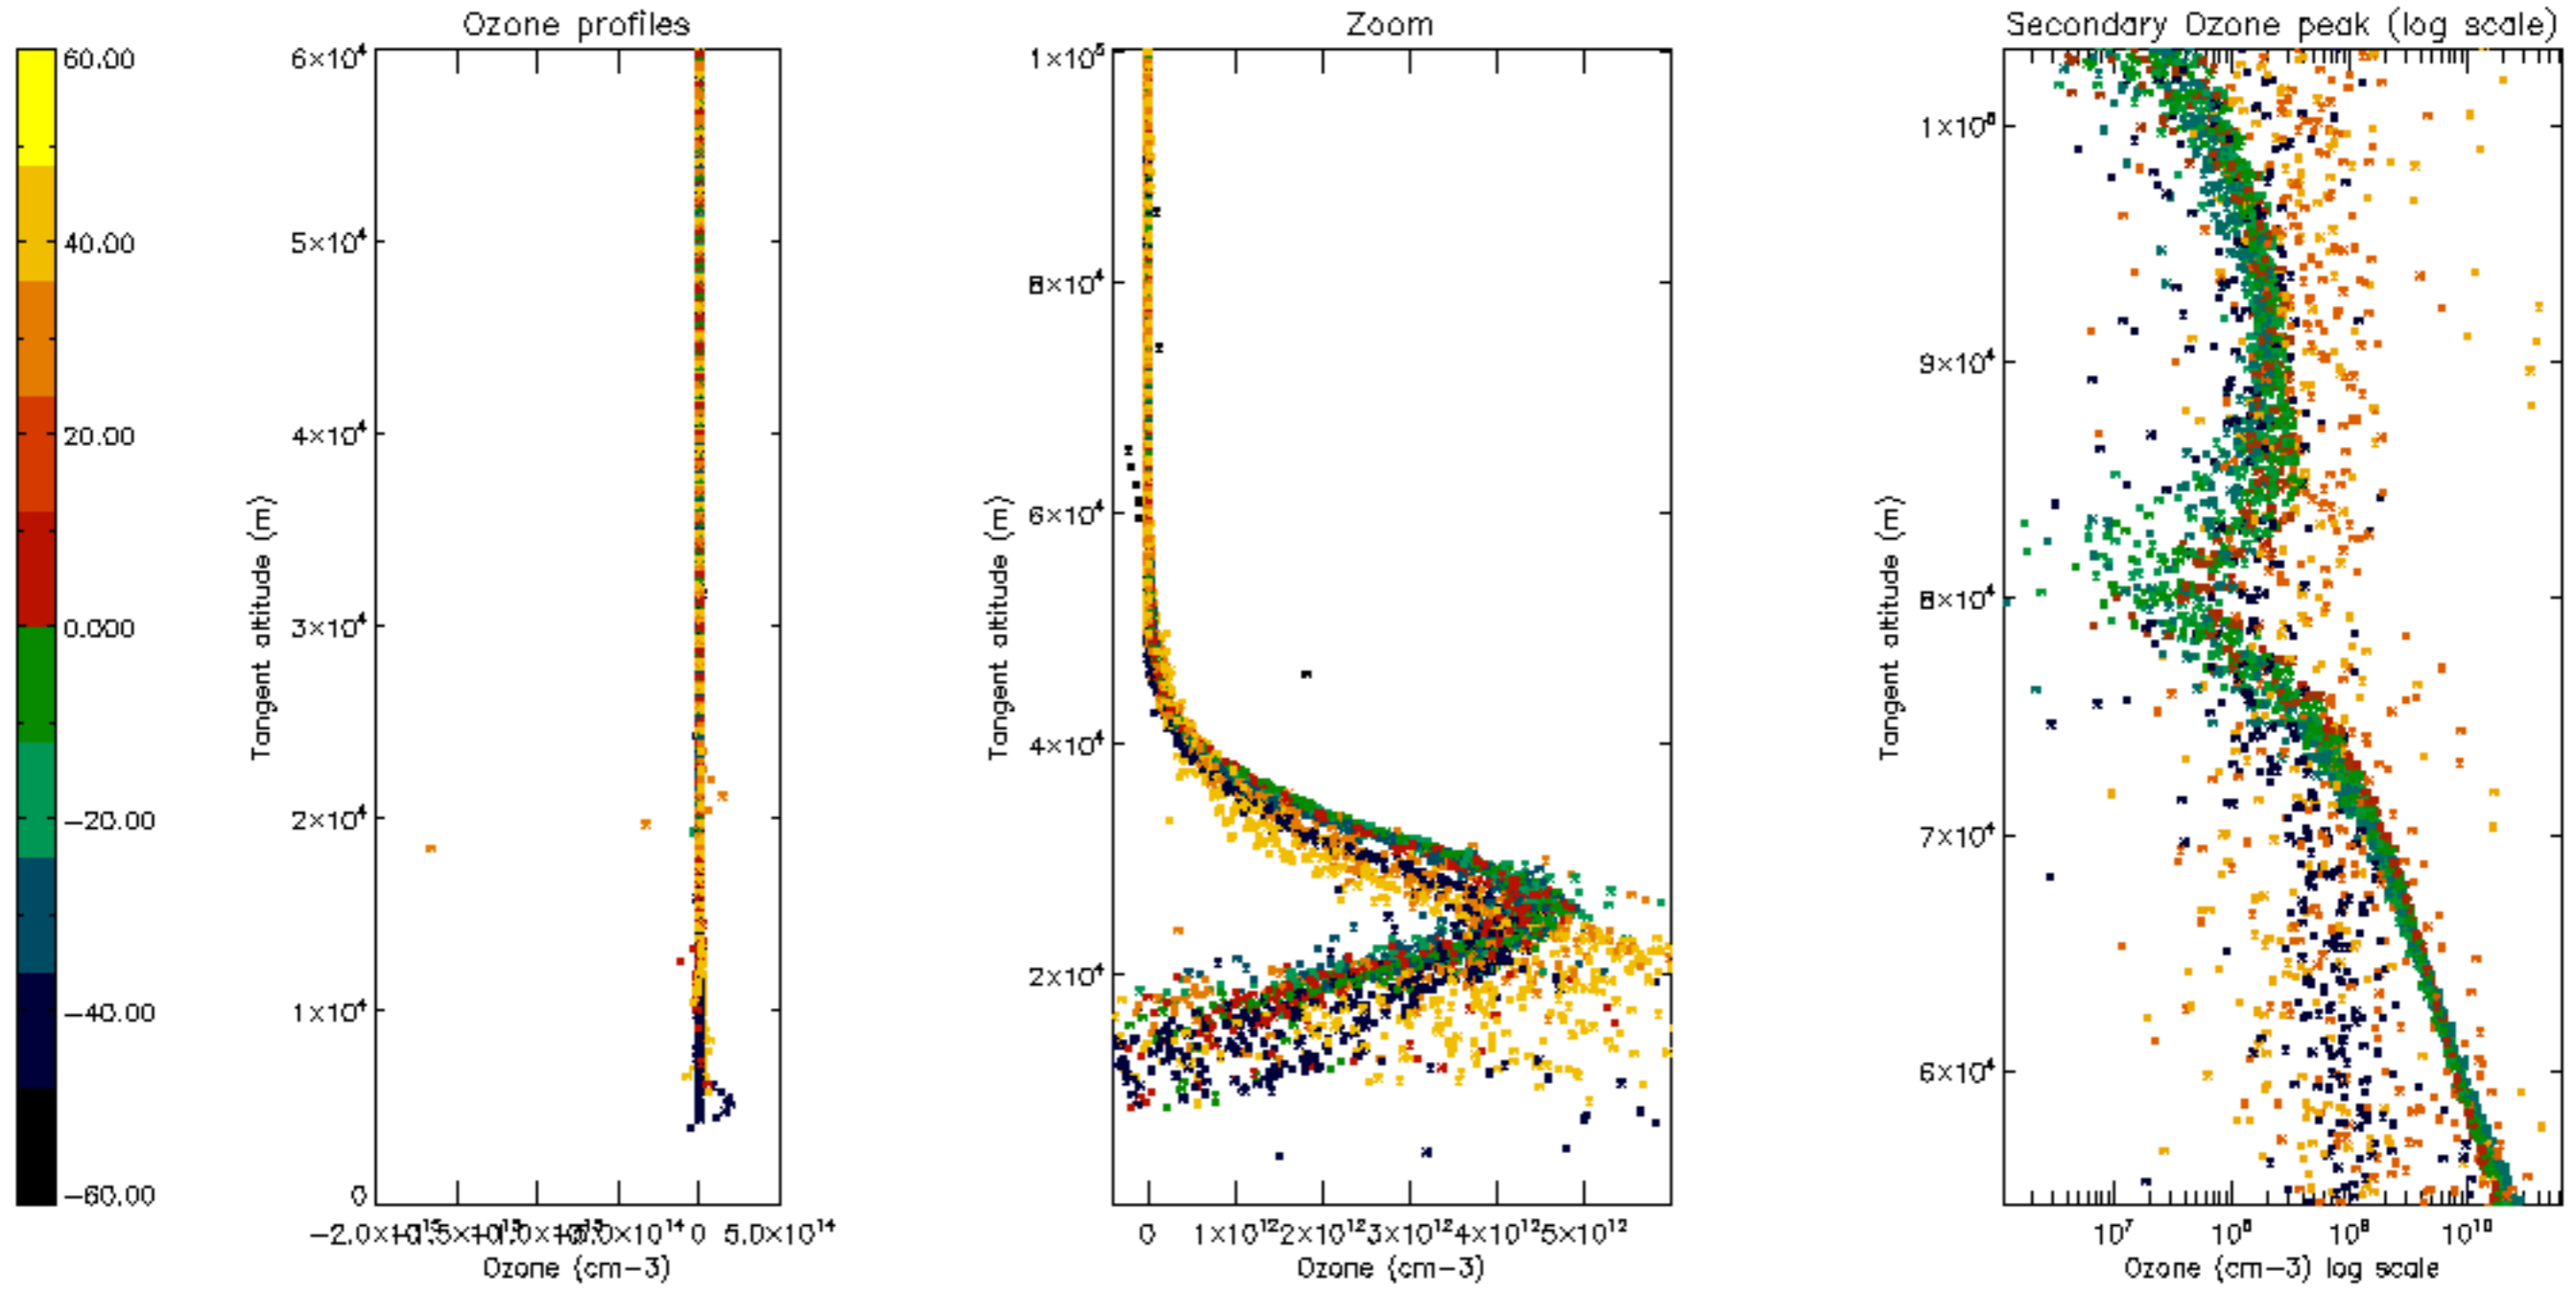 Ozone profiles
Zoom
Secondary Ozone peak (log scale)
60.00
40.00
20.00
0.000
−20.00
−40.00
−60.00
6×10⁴
5×10⁴
4×10⁴
3×10⁴
2×10⁴
1×10⁴
0
Tangent altitude (m)
−2.0×10¹⁵
0
5.0×10¹⁴
Ozone (cm−3)
1×10⁵
8×10⁴
6×10⁴
4×10⁴
2×10⁴
Tangent altitude (m)
0 1×10¹² 2×10¹² 3×10¹² 4×10¹² 5×10¹²
Ozone (cm−3)
1×10⁵
9×10⁴
8×10⁴
7×10⁴
6×10⁴
Tangent altitude (m)
10⁷ 10⁸ 10⁹ 10¹⁰
Ozone (cm−3) log scale